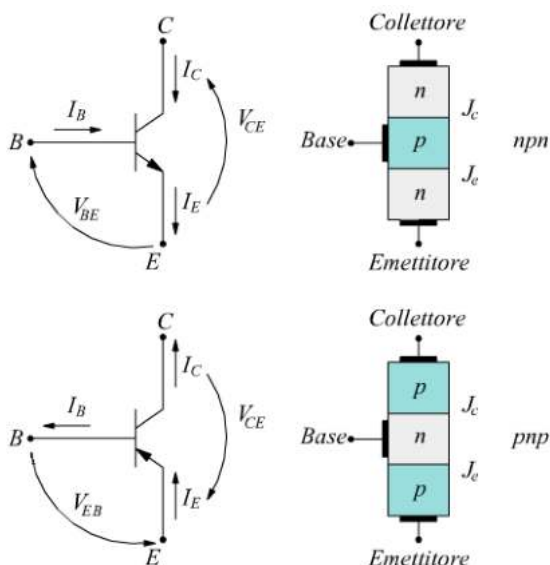 C
I_C
I_B
V_CE
B
V_BE
I_E
E
Collettore
n
J_c
Base
p
npn
J_e
n
Emettitore
C
I_C
I_B
V_CE
B
V_EB
I_E
E
Collettore
p
J_c
Base
n
pnp
J_e
p
Emettitore